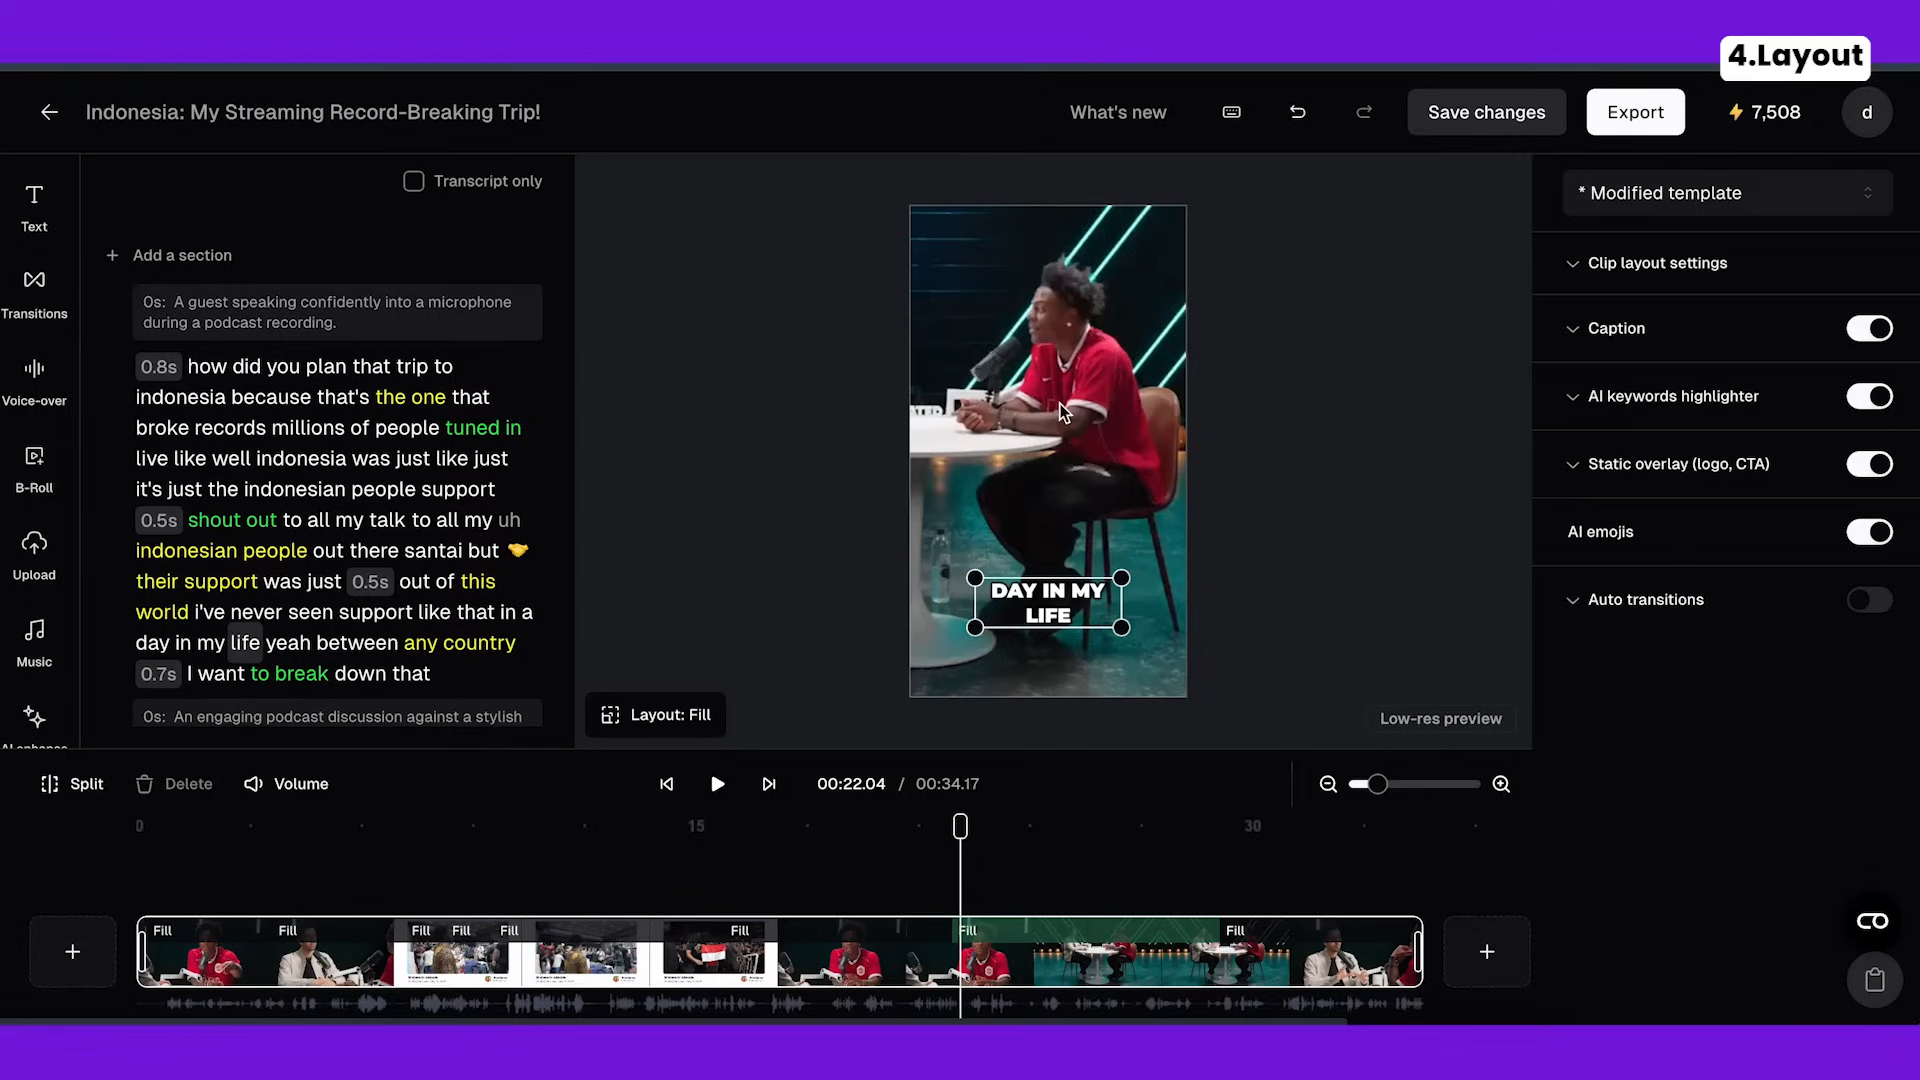 4.Layout
Indonesia: My Streaming Record-Breaking Trip!
What's new
Save changes
Export
7,508
d
Text
Transitions
Voice-over
B-Roll
Upload
Music
Transcript only
Add a section
0s: A guest speaking confidently into a microphone
during a podcast recording.
0.8s how did you plan that trip to
indonesia because that's the one that
broke records millions of people tuned in
live like well indonesia was just like just
it's just the indonesian people support
0.5s shout out to all my talk to all my uh
indonesian people out there santai but 🤝
their support was just 0.5s out of this
world i've never seen support like that in a
day in my life yeah between any country
0.7s I want to break down that
0s: An engaging podcast discussion against a stylish
DAY IN MY
LIFE
Layout: Fill
Low-res preview
* Modified template
Clip layout settings
Caption
AI keywords highlighter
Static overlay (logo, CTA)
AI emojis
Auto transitions
Split
Delete
Volume
00:22.04 / 00:34.17
0
15
30
Fill
Fill
Fill
Fill
Fill
Fill
Fill
Fill